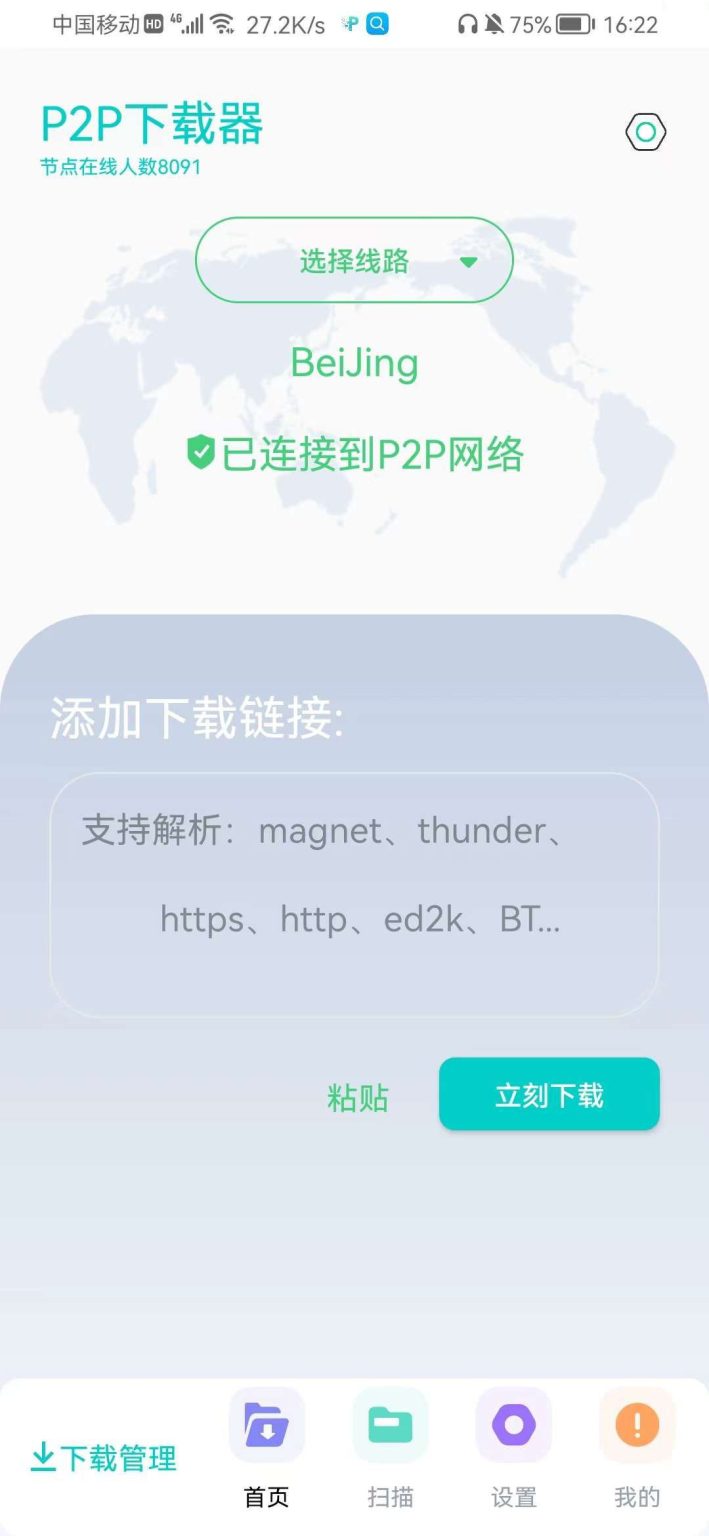 中国移动 HD 4G 27.2K/s P 75% 16:22
P2P下载器
节点在线人数8091
选择线路
BeiJing
已连接到P2P网络
添加下载链接:
支持解析：magnet、thunder、
https、http、ed2k、BT...
粘贴 立刻下载
下载管理
首页 扫描 设置 我的